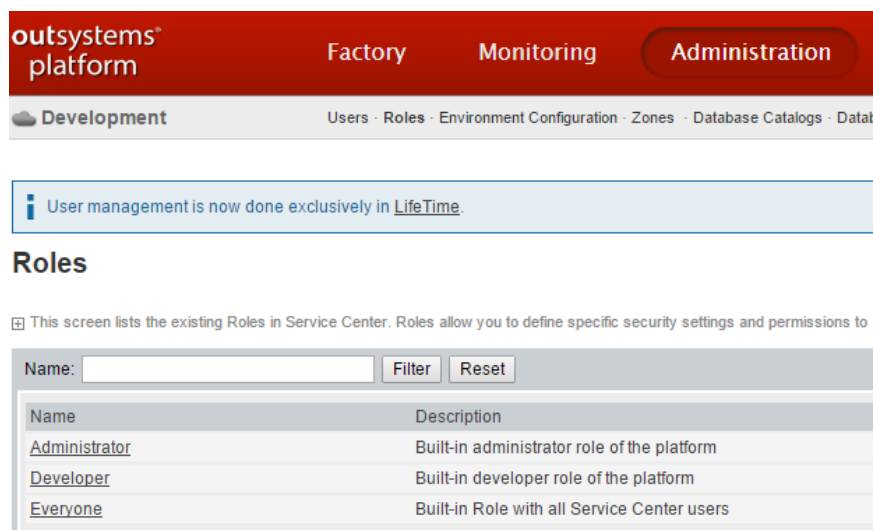 outsystems®
platform
Factory Monitoring Administration
Development
Users · Roles · Environment Configuration · Zones · Database Catalogs ·
User management is now done exclusively in LifeTime.
Roles
This screen lists the existing Roles in Service Center. Roles allow you to define specific security settings and permissions to
Name: Filter Reset
Name Description
Administrator Built-in administrator role of the platform
Developer Built-in developer role of the platform
Everyone Built-in Role with all Service Center users